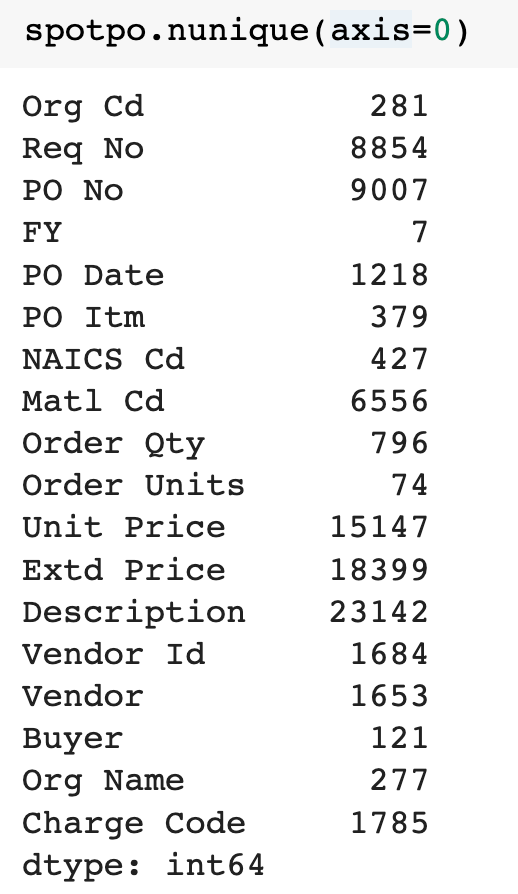 spotpo.nunique(axis=0)
Org Cd 281
Req No 8854
PO No 9007
FY 7
PO Date 1218
PO Itm 379
NAICS Cd 427
Matl Cd 6556
Order Qty 796
Order Units 74
Unit Price 15147
Extd Price 18399
Description 23142
Vendor Id 1684
Vendor 1653
Buyer 121
Org Name 277
Charge Code 1785
dtype: int64